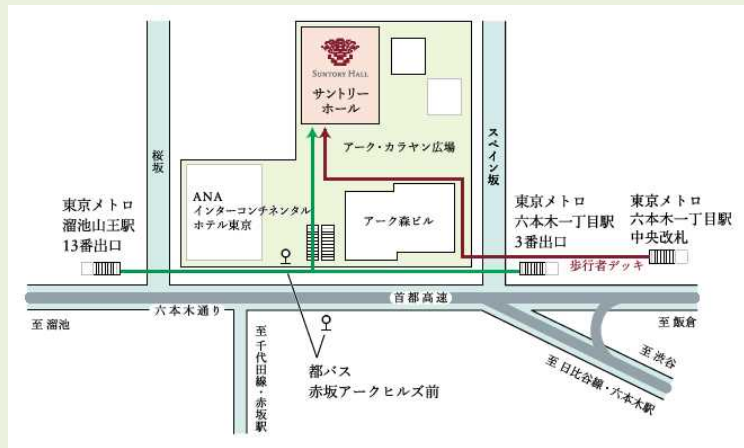 SUNTORY HALL
サントリー
ホール
桜坂
スペイン坂
アーク・カラヤン広場
ANA
インターコンチネンタル
ホテル東京
アーク森ビル
東京メトロ
溜池山王駅
13番出口
東京メトロ
六本木一丁目駅
3番出口
東京メトロ
六本木一丁目駅
中央改札
歩行者デッキ
首都高速
六本木通り
至 溜池
至 飯倉
至 千代田線・赤坂駅
都バス
赤坂アークヒルズ前
至 渋谷
至 日比谷線・六本木駅